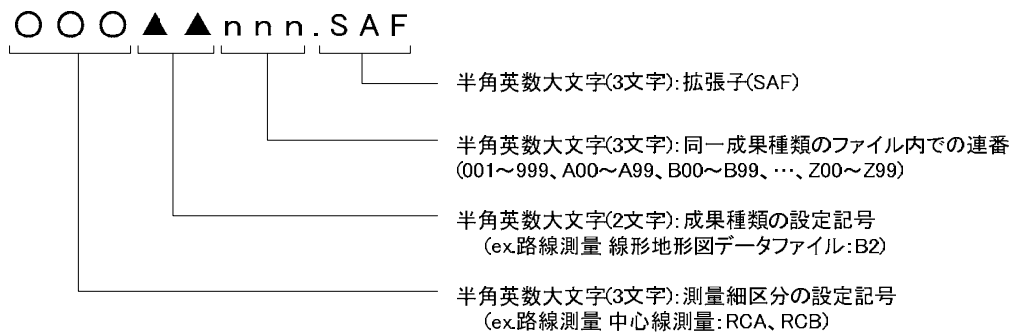 ○○○▲▲nnn.SAF
半角英数大文字(3文字):拡張子(SAF)
半角英数大文字(3文字):同一成果種類のファイル内での連番
(001～999、A00～A99、B00～B99、…、Z00～Z99)
半角英数大文字(2文字):成果種類の設定記号
(ex.路線測量 線形地形図データファイル:B2)
半角英数大文字(3文字):測量細区分の設定記号
(ex.路線測量 中心線測量:RCA、RCB)